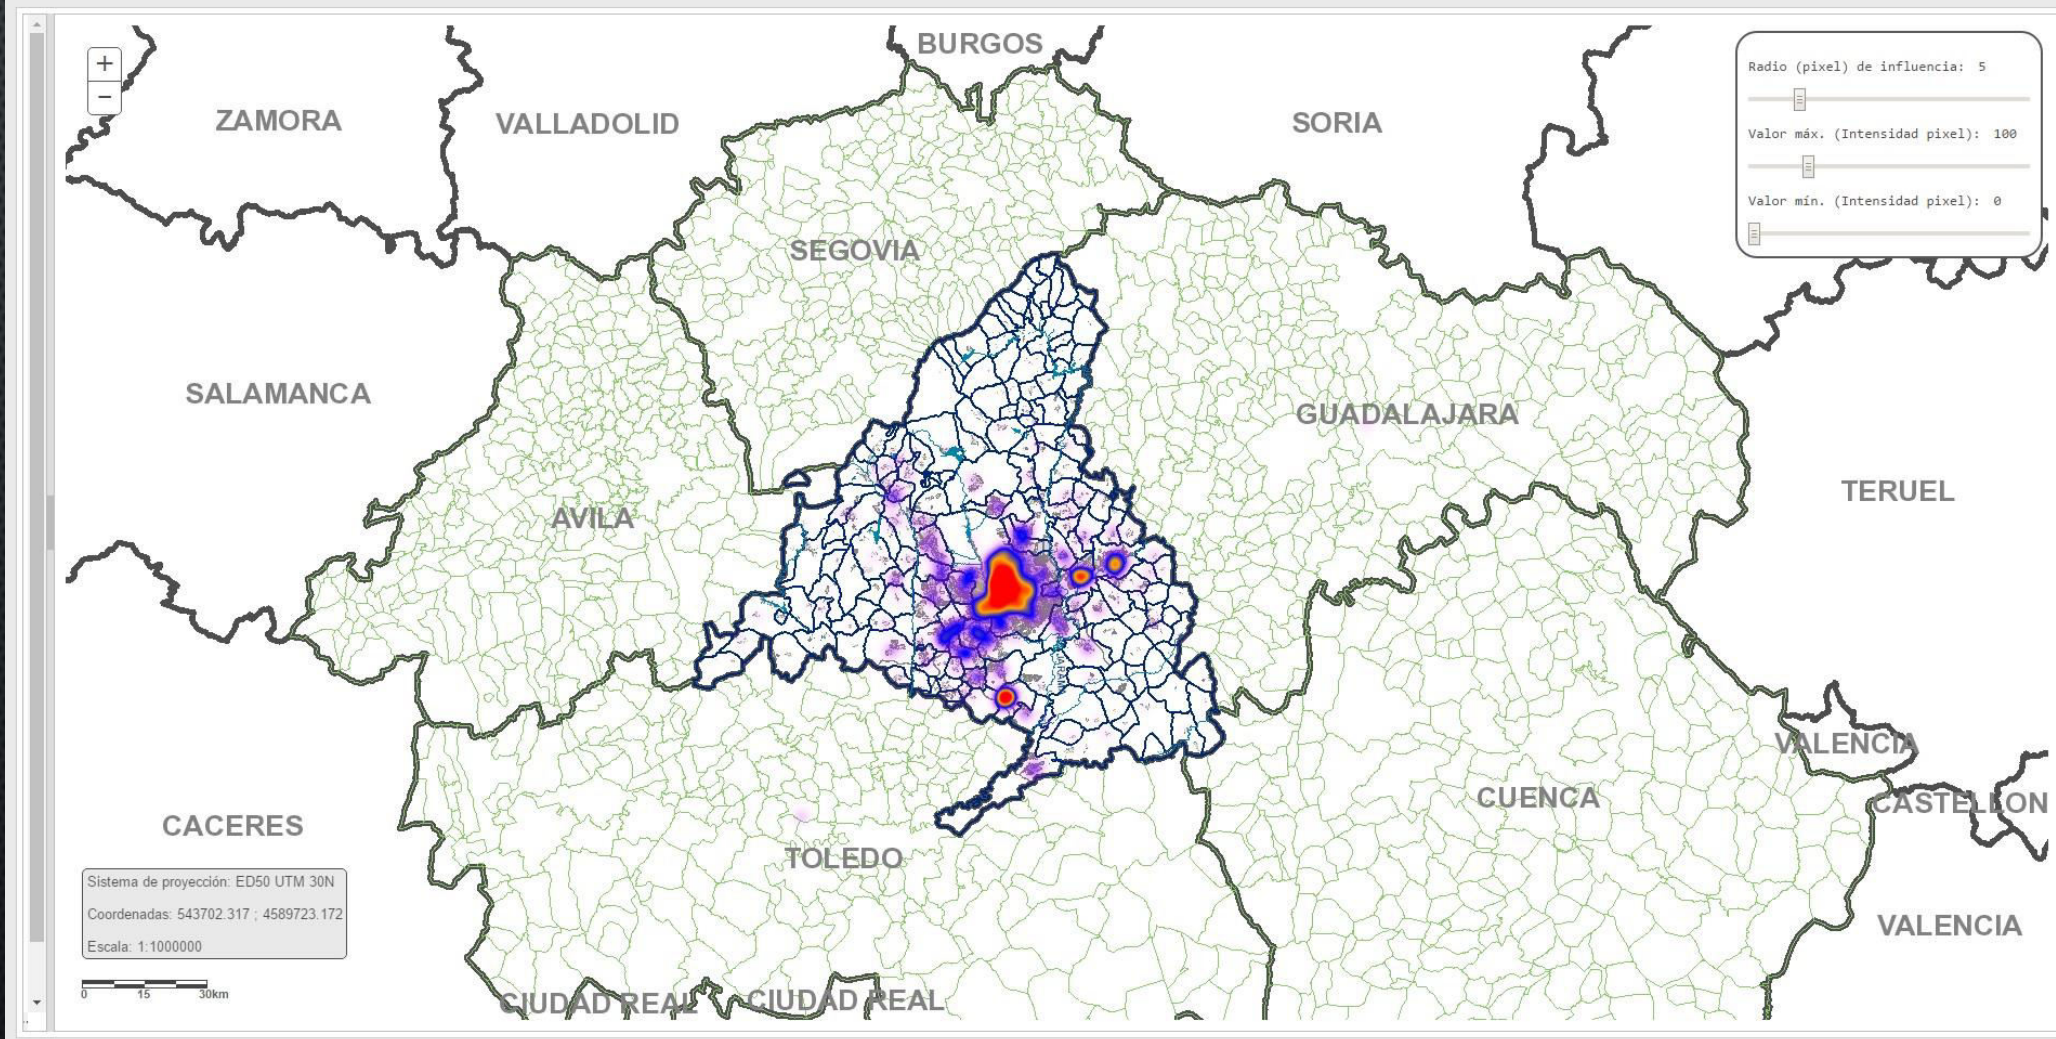 BURGOS
+
−
ZAMORA
VALLADOLID
SORIA
Radio (pixel) de influencia: 5
Valor máx. (Intensidad pixel): 100
Valor mín. (Intensidad pixel): 0
SEGOVIA
SALAMANCA
GUADALAJARA
TERUEL
AVILA
VALENCIA
CUENCA
CASTELLON
CACERES
TOLEDO
Sistema de proyección: ED50 UTM 30N
Coordenadas: 543702.317 ; 4589723.172
Escala: 1:1000000
VALENCIA
0 15 30km
CIUDAD REAL
CIUDAD REAL